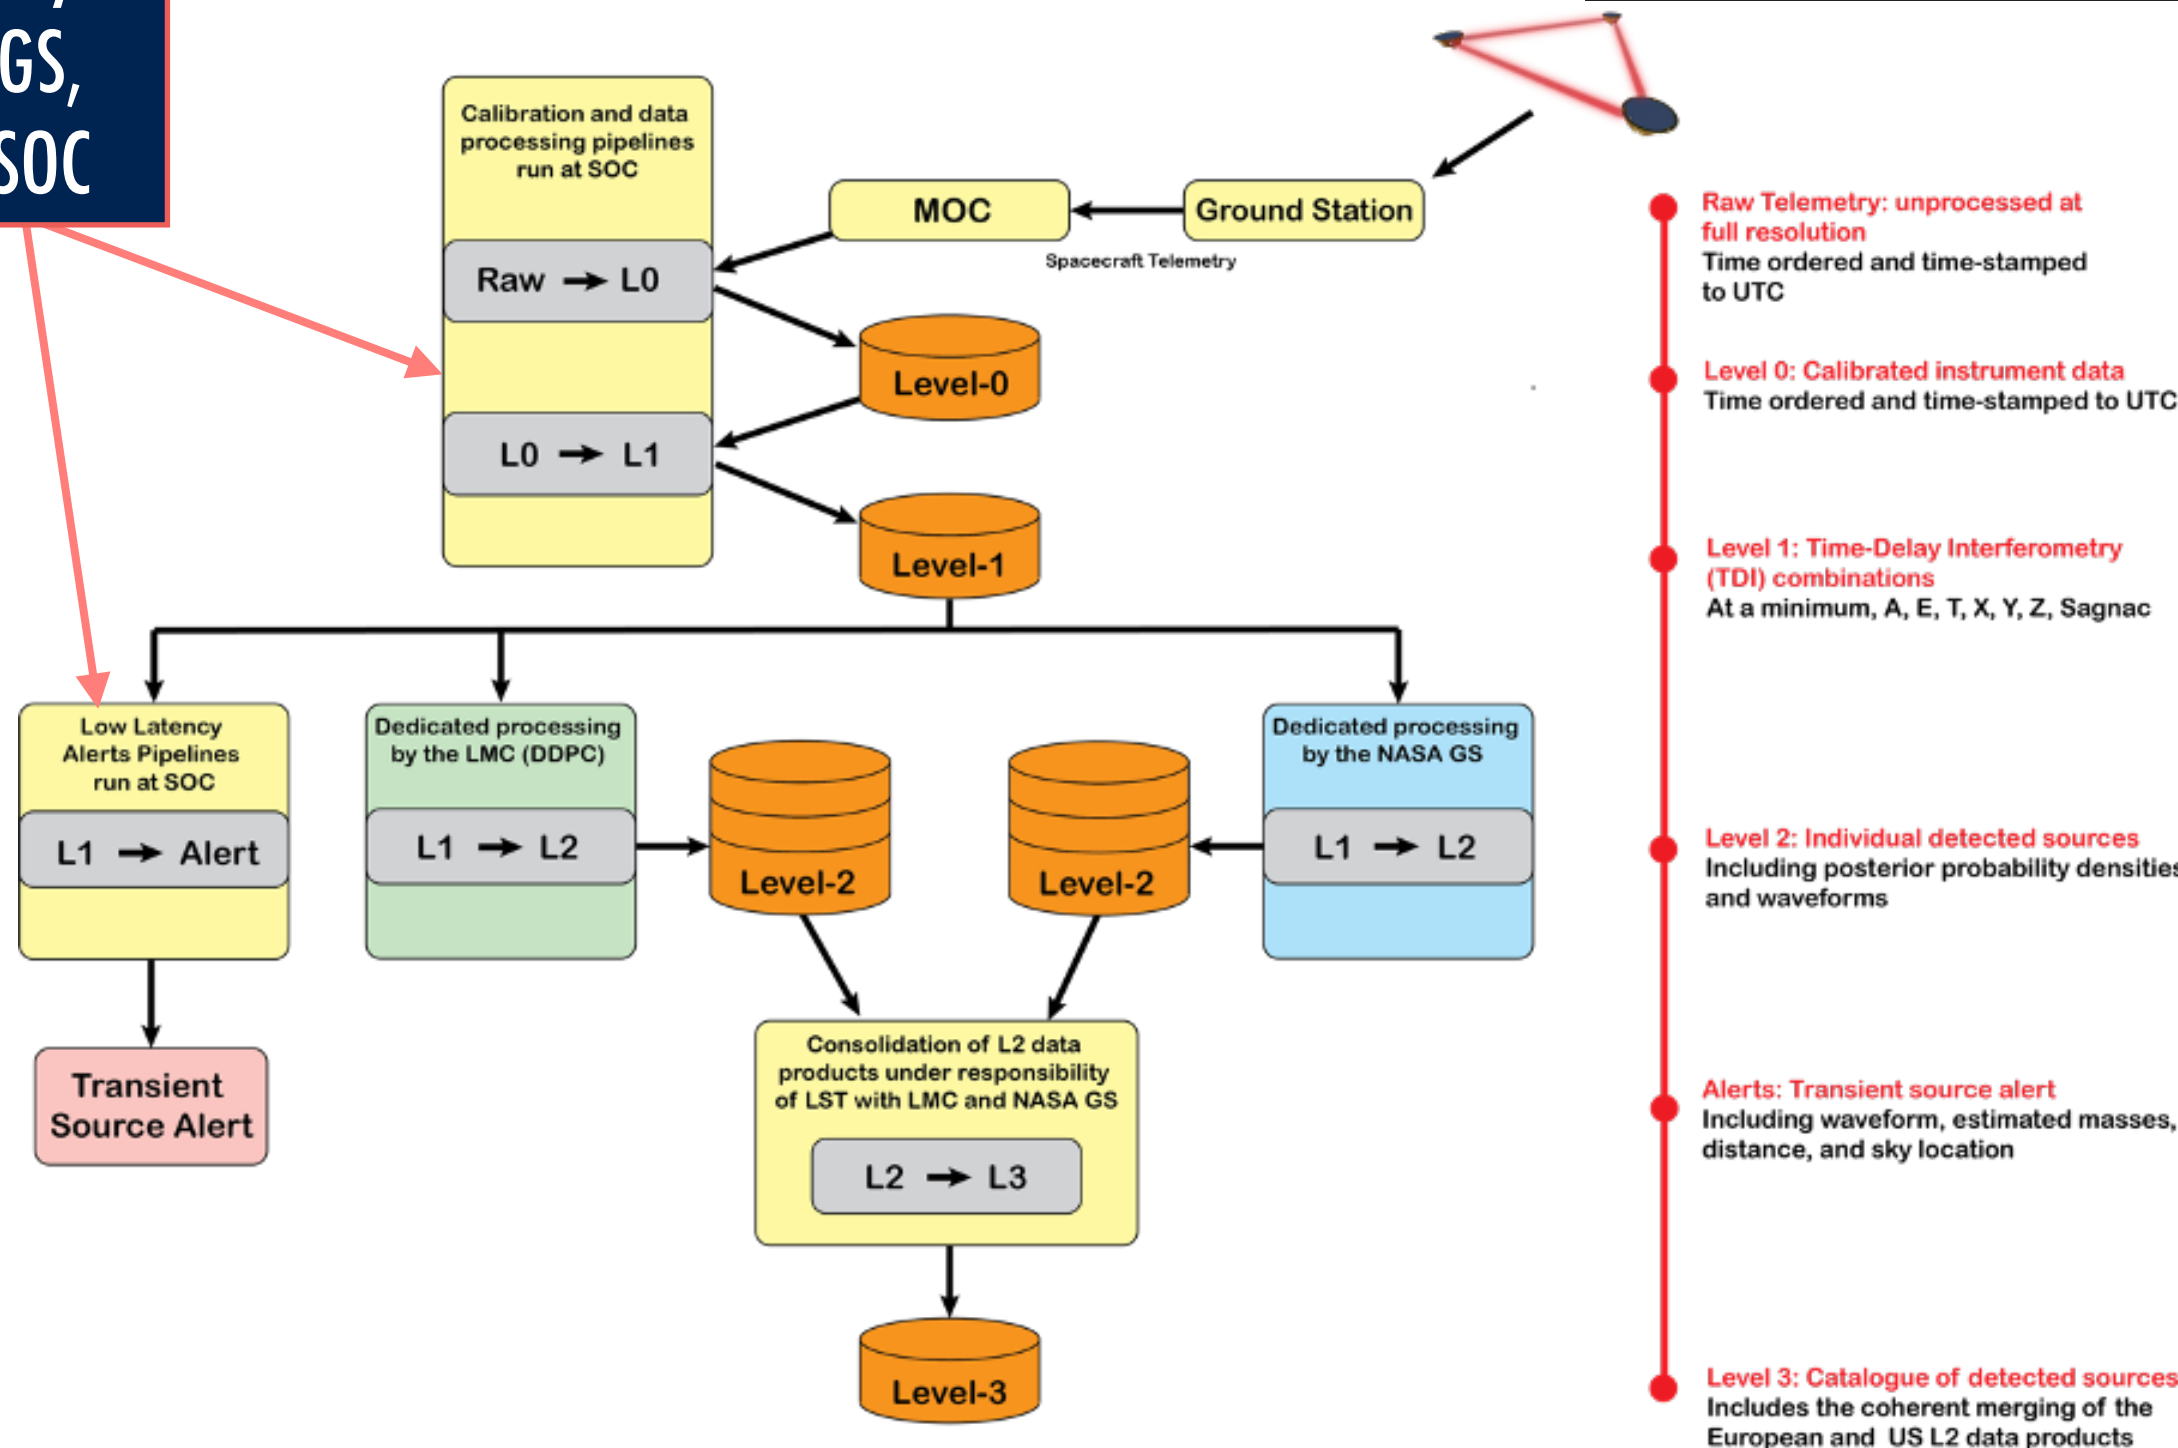 GS,
SOC
Calibration and data
processing pipelines
run at SOC
MOC
Ground Station
Spacecraft Telemetry
Raw → L0
Level-0
L0 → L1
Level-1
Low Latency
Alerts Pipelines
run at SOC
L1 → Alert
Transient
Source Alert
Dedicated processing
by the LMC (DDPC)
L1 → L2
Level-2
Level-2
Dedicated processing
by the NASA GS
L1 → L2
Consolidation of L2 data
products under responsibility
of LST with LMC and NASA GS
L2 → L3
Level-3
Raw Telemetry: unprocessed at
full resolution
Time ordered and time-stamped
to UTC
Level 0: Calibrated instrument data
Time ordered and time-stamped to UTC
Level 1: Time-Delay Interferometry
(TDI) combinations
At a minimum, A, E, T, X, Y, Z, Sagnac
Level 2: Individual detected sources
Including posterior probability densities
and waveforms
Alerts: Transient source alert
Including waveform, estimated masses,
distance, and sky location
Level 3: Catalogue of detected sources
Includes the coherent merging of the
European and US L2 data products